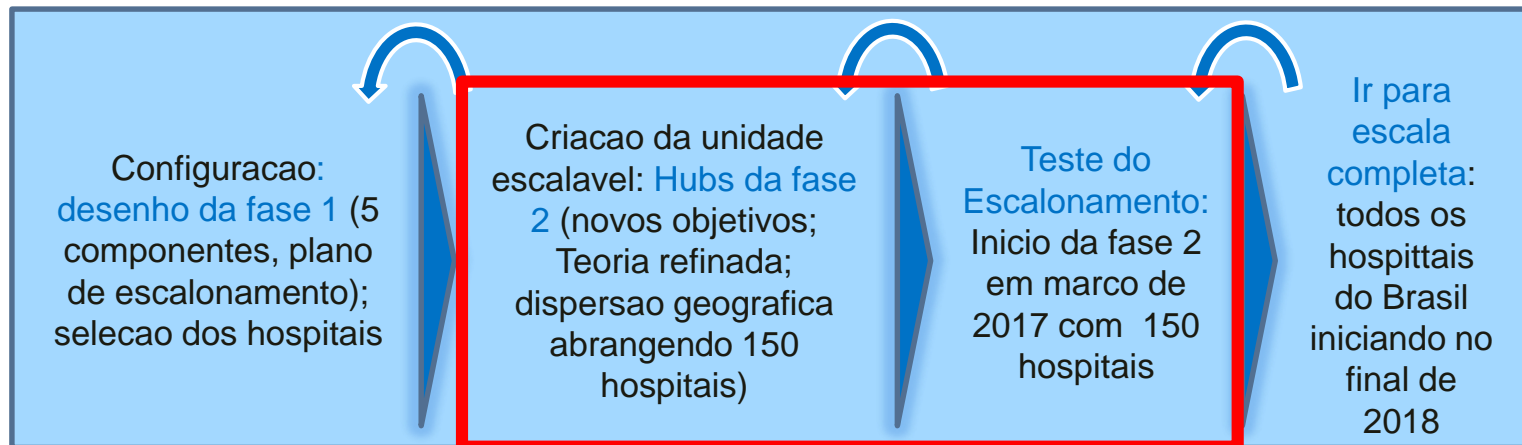 Configuracao:
desenho da fase 1 (5
componentes, plano
de escalonamento);
selecao dos hospitais
Criacao da unidade
escalavel: Hubs da fase
2 (novos objetivos;
Teoria refinada;
dispersao geografica
abrangendo 150
hospitais)
Teste do
Escalonamento:
Inicio da fase 2
em marco de
2017 com 150
hospitais
Ir para
escala
completa:
todos os
hospittais
do Brasil
iniciando no
final de
2018